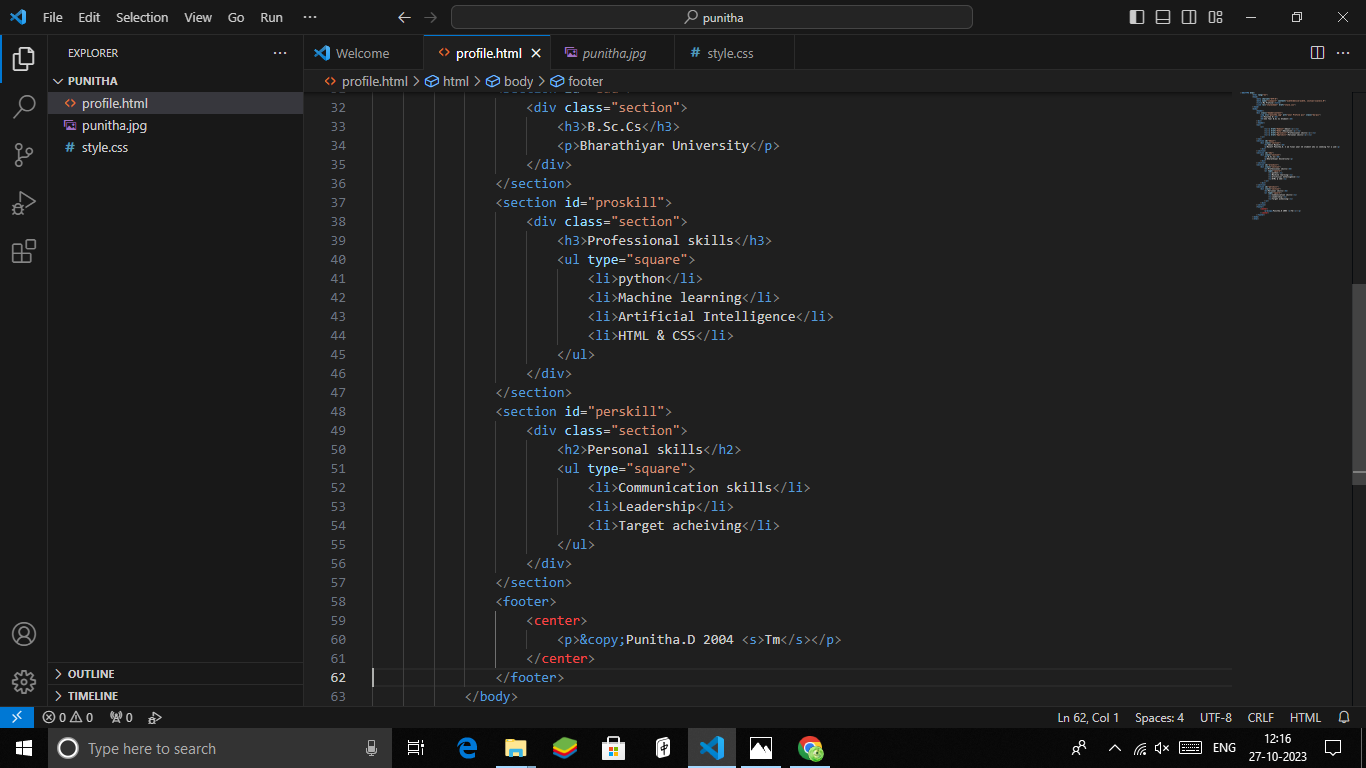 File Edit Selection View Go Run ··· punitha
EXPLORER ···
PUNITHA
profile.html
punitha.jpg
style.css
OUTLINE
TIMELINE
Welcome profile.html punitha.jpg style.css
profile.html > html > body > footer
32 <div class="section">
33 <h3>B.Sc.Cs</h3>
34 <p>Bharathiyar University</p>
35 </div>
36 </section>
37 <section id="proskill">
38 <div class="section">
39 <h3>Professional skills</h3>
40 <ul type="square">
41 <li>python</li>
42 <li>Machine learning</li>
43 <li>Artificial Intelligence</li>
44 <li>HTML & CSS</li>
45 </ul>
46 </div>
47 </section>
48 <section id="perskill">
49 <div class="section">
50 <h2>Personal skills</h2>
51 <ul type="square">
52 <li>Communication skills</li>
53 <li>Leadership</li>
54 <li>Target acheiving</li>
55 </ul>
56 </div>
57 </section>
58 <footer>
59 <center>
60 <p>&copy;Punitha.D 2004 <s>Tm</s></p>
61 </center>
62 </footer>
63 </body>
0 0 0 Ln 62, Col 1 Spaces: 4 UTF-8 CRLF HTML
Type here to search ENG 12:16
27-10-2023